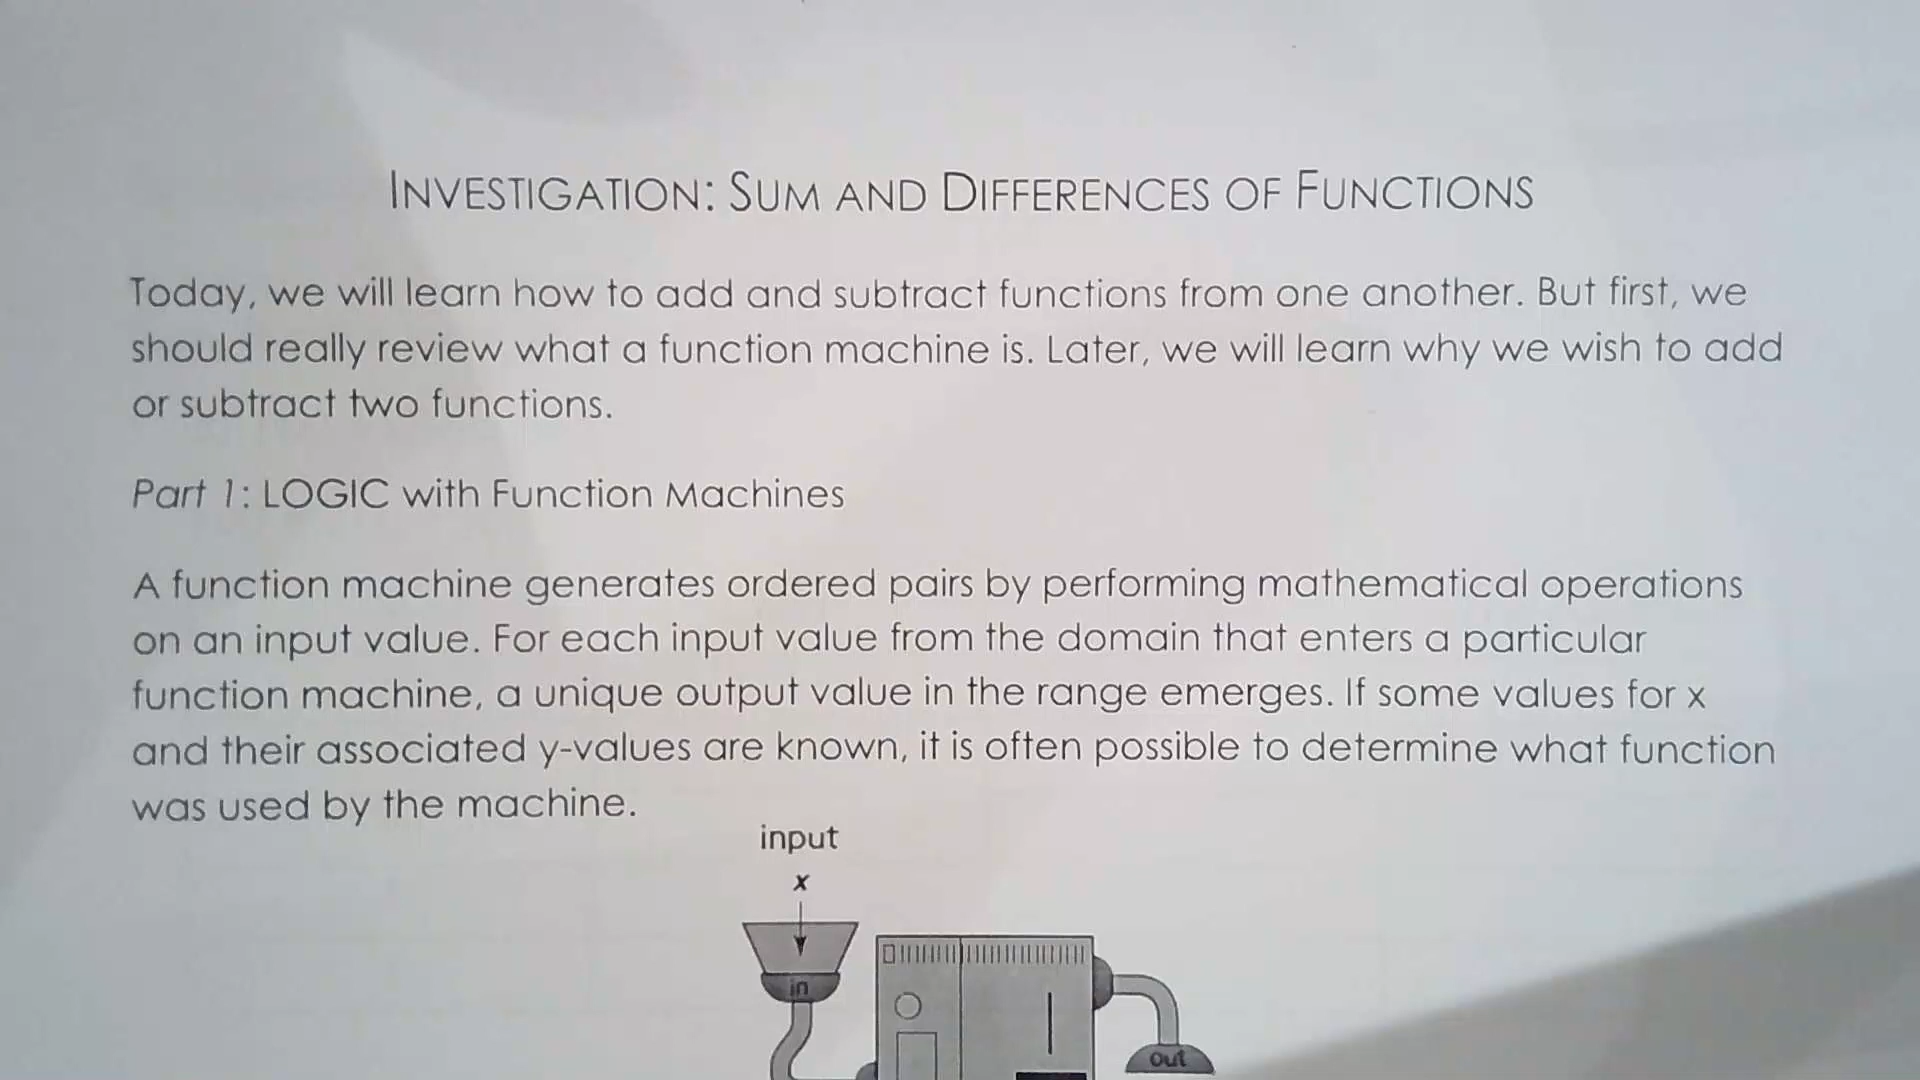 INVESTIGATION: SUM AND DIFFERENCES OF FUNCTIONS
Today, we will learn how to add and subtract functions from one another. But first, we
should really review what a function machine is. Later, we will learn why we wish to add
or subtract two functions.
Part 1: LOGIC with Function Machines
A function machine generates ordered pairs by performing mathematical operations
on an input value. For each input value from the domain that enters a particular
function machine, a unique output value in the range emerges. If some values for x
and their associated y-values are known, it is often possible to determine what function
was used by the machine.
input
x
in
out